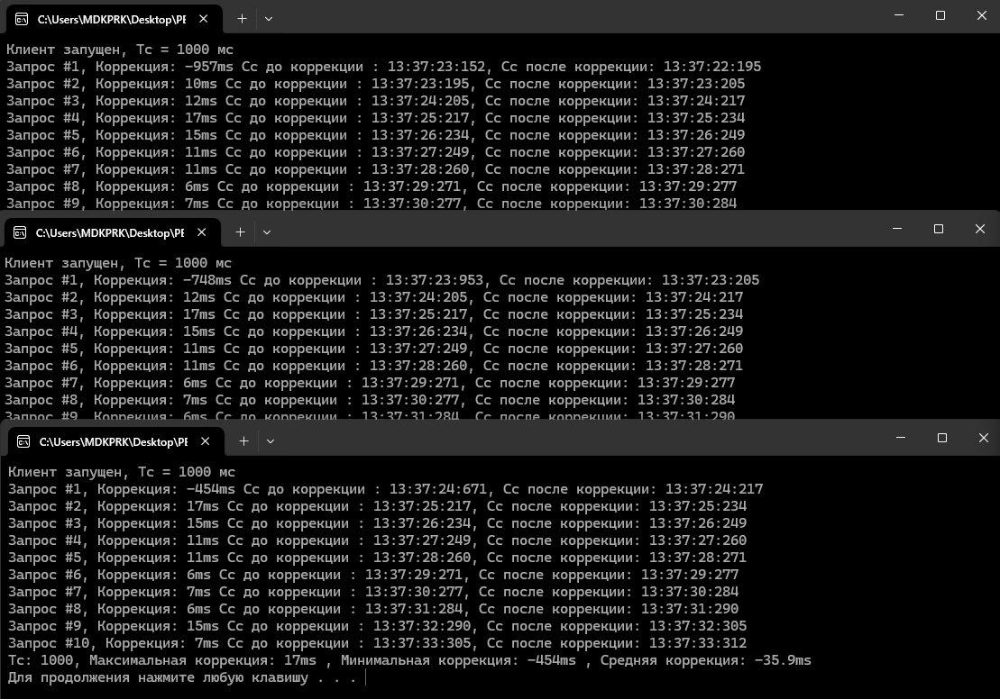 C:\Users\MDKPRK\Desktop\PE
Клиент запущен, Тс = 1000 мс
Запрос #1, Коррекция: -957ms Сс до коррекции : 13:37:23:152, Сс после коррекции: 13:37:22:195
Запрос #2, Коррекция: 10ms Сс до коррекции : 13:37:23:195, Сс после коррекции: 13:37:23:205
Запрос #3, Коррекция: 12ms Сс до коррекции : 13:37:24:205, Сс после коррекции: 13:37:24:217
Запрос #4, Коррекция: 17ms Сс до коррекции : 13:37:25:217, Сс после коррекции: 13:37:25:234
Запрос #5, Коррекция: 15ms Сс до коррекции : 13:37:26:234, Сс после коррекции: 13:37:26:249
Запрос #6, Коррекция: 11ms Сс до коррекции : 13:37:27:249, Сс после коррекции: 13:37:27:260
Запрос #7, Коррекция: 11ms Сс до коррекции : 13:37:28:260, Сс после коррекции: 13:37:28:271
Запрос #8, Коррекция: 6ms Сс до коррекции : 13:37:29:271, Сс после коррекции: 13:37:29:277
Запрос #9, Коррекция: 7ms Сс до коррекции : 13:37:30:277, Сс после коррекции: 13:37:30:284
C:\Users\MDKPRK\Desktop\PE
Клиент запущен, Тс = 1000 мс
Запрос #1, Коррекция: -748ms Сс до коррекции : 13:37:23:953, Сс после коррекции: 13:37:23:205
Запрос #2, Коррекция: 12ms Сс до коррекции : 13:37:24:205, Сс после коррекции: 13:37:24:217
Запрос #3, Коррекция: 17ms Сс до коррекции : 13:37:25:217, Сс после коррекции: 13:37:25:234
Запрос #4, Коррекция: 15ms Сс до коррекции : 13:37:26:234, Сс после коррекции: 13:37:26:249
Запрос #5, Коррекция: 11ms Сс до коррекции : 13:37:27:249, Сс после коррекции: 13:37:27:260
Запрос #6, Коррекция: 11ms Сс до коррекции : 13:37:28:260, Сс после коррекции: 13:37:28:271
Запрос #7, Коррекция: 6ms Сс до коррекции : 13:37:29:271, Сс после коррекции: 13:37:29:277
Запрос #8, Коррекция: 7ms Сс до коррекции : 13:37:30:277, Сс после коррекции: 13:37:30:284
Запрос #9, Коррекция: 6ms Сс до коррекции : 13:37:31:284, Сс после коррекции: 13:37:31:290
C:\Users\MDKPRK\Desktop\PE
Клиент запущен, Тс = 1000 мс
Запрос #1, Коррекция: -454ms Сс до коррекции : 13:37:24:671, Сс после коррекции: 13:37:24:217
Запрос #2, Коррекция: 17ms Сс до коррекции : 13:37:25:217, Сс после коррекции: 13:37:25:234
Запрос #3, Коррекция: 15ms Сс до коррекции : 13:37:26:234, Сс после коррекции: 13:37:26:249
Запрос #4, Коррекция: 11ms Сс до коррекции : 13:37:27:249, Сс после коррекции: 13:37:27:260
Запрос #5, Коррекция: 11ms Сс до коррекции : 13:37:28:260, Сс после коррекции: 13:37:28:271
Запрос #6, Коррекция: 6ms Сс до коррекции : 13:37:29:271, Сс после коррекции: 13:37:29:277
Запрос #7, Коррекция: 7ms Сс до коррекции : 13:37:30:277, Сс после коррекции: 13:37:30:284
Запрос #8, Коррекция: 6ms Сс до коррекции : 13:37:31:284, Сс после коррекции: 13:37:31:290
Запрос #9, Коррекция: 15ms Сс до коррекции : 13:37:32:290, Сс после коррекции: 13:37:32:305
Запрос #10, Коррекция: 7ms Сс до коррекции : 13:37:33:305, Сс после коррекции: 13:37:33:312
Тс: 1000, Максимальная коррекция: 17ms , Минимальная коррекция: -454ms , Средняя коррекция: -35.9ms
Для продолжения нажмите любую клавишу . . .